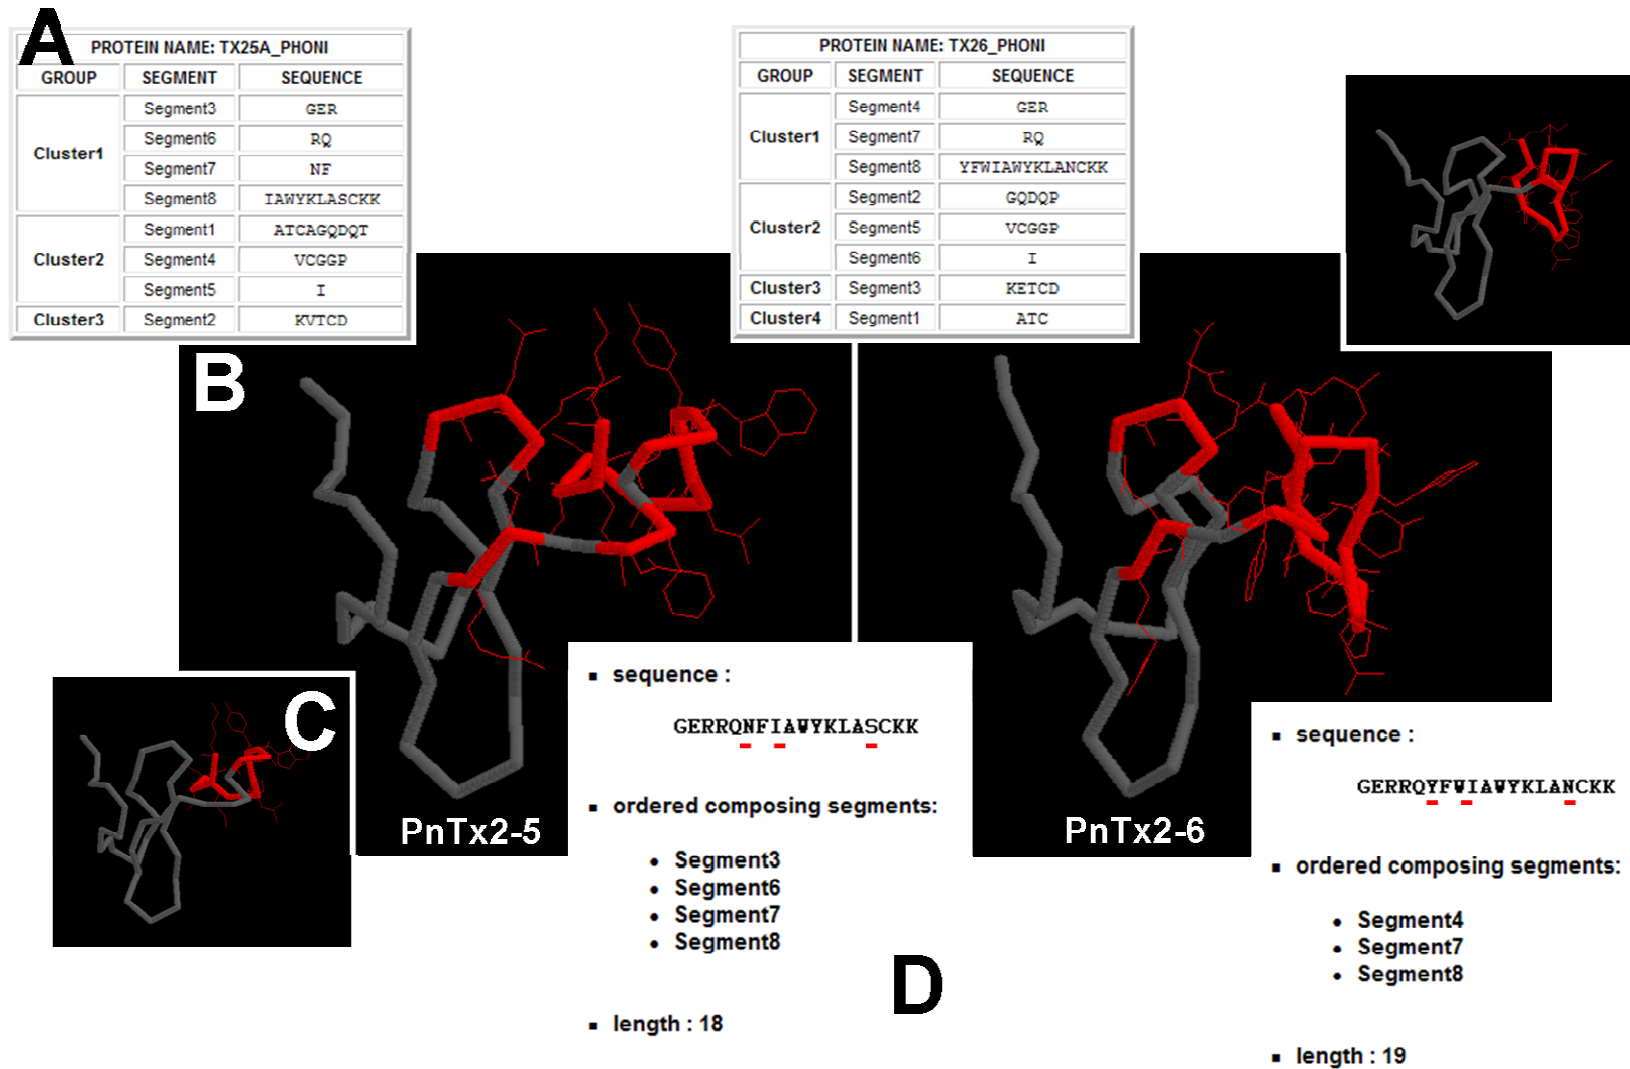 A
PROTEIN NAME: TX25A_PHONI
GROUP SEGMENT SEQUENCE
Cluster1 Segment3 GER
Segment6 RQ
Segment7 NF
Segment8 IAWYKLASCKK
Cluster2 Segment1 ATCAGQDQT
Segment4 VCGGP
Segment5 I
Cluster3 Segment2 KVTCD
PROTEIN NAME: TX26_PHONI
GROUP SEGMENT SEQUENCE
Cluster1 Segment4 GER
Segment7 RQ
Segment8 YFWIAWYKLANCKK
Cluster2 Segment2 GQDQP
Segment5 VCGGP
Segment6 I
Cluster3 Segment3 KETCD
Cluster4 Segment1 ATC
B
PnTx2-5
PnTx2-6
C
▪ sequence :
GERRQNFIAWYKLASCKK
▪ ordered composing segments:
• Segment3
• Segment6
• Segment7
• Segment8
▪ length : 18
D
▪ sequence :
GERRQYFWIAWYKLANCKK
▪ ordered composing segments:
• Segment4
• Segment7
• Segment8
▪ length : 19